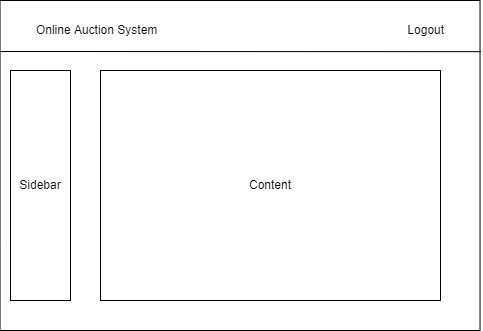 Online Auction System
Logout
Sidebar
Content